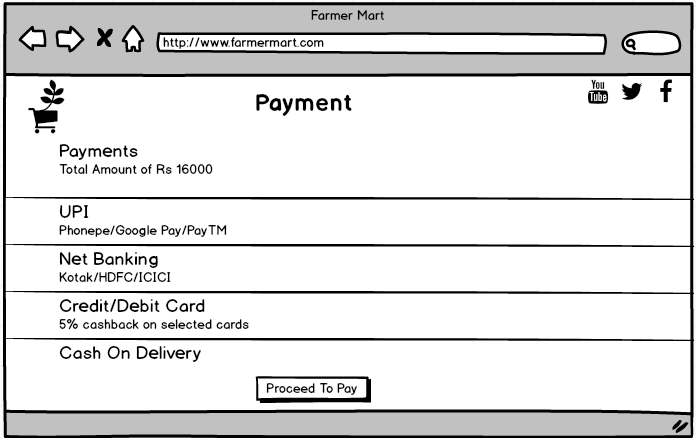 Farmer Mart
http://www.farmermart.com
You
Tube
Payment
Payments
Total Amount of Rs 16000
UPI
Phonepe/Google Pay/PayTM
Net Banking
Kotak/HDFC/ICICI
Credit/Debit Card
5% cashback on selected cards
Cash On Delivery
Proceed To Pay